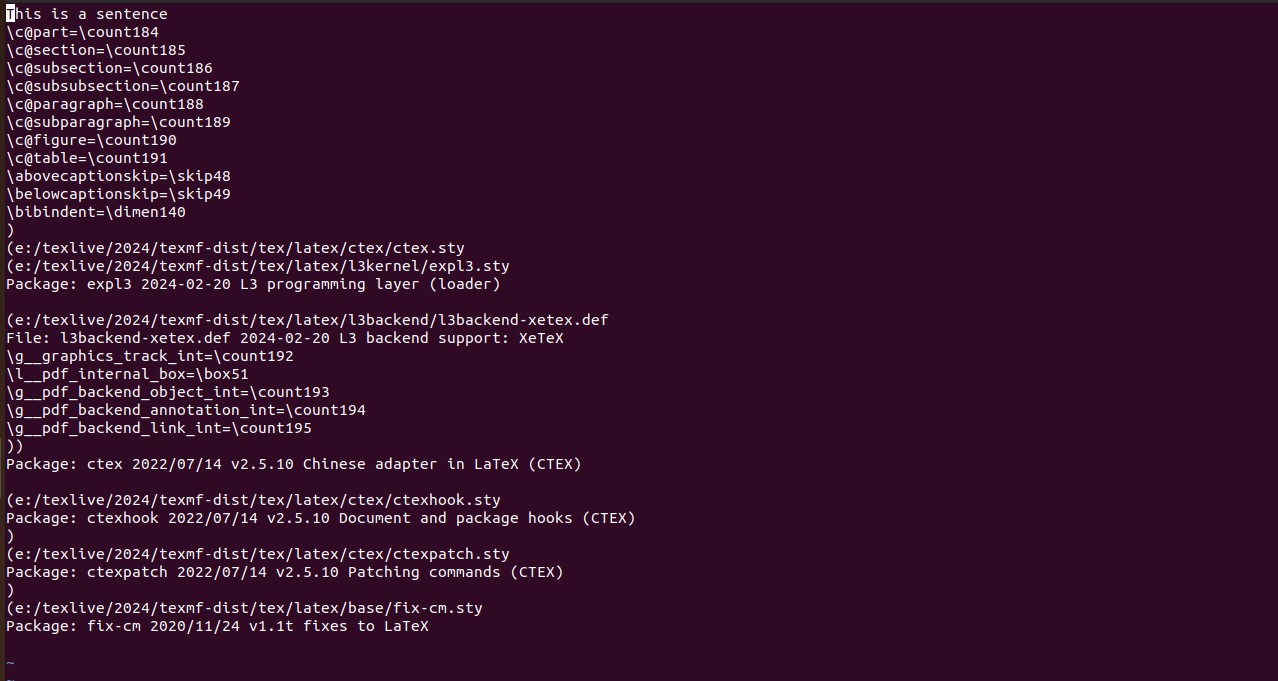 This is a sentence
\c@part=\count184
\c@section=\count185
\c@subsection=\count186
\c@subsubsection=\count187
\c@paragraph=\count188
\c@subparagraph=\count189
\c@figure=\count190
\c@table=\count191
\abovecaptionskip=\skip48
\belowcaptionskip=\skip49
\bibindent=\dimen140
)
(e:/texlive/2024/texmf-dist/tex/latex/ctex/ctex.sty
(e:/texlive/2024/texmf-dist/tex/latex/l3kernel/expl3.sty
Package: expl3 2024-02-20 L3 programming layer (loader)

(e:/texlive/2024/texmf-dist/tex/latex/l3backend/l3backend-xetex.def
File: l3backend-xetex.def 2024-02-20 L3 backend support: XeTeX
\g__graphics_track_int=\count192
\l__pdf_internal_box=\box51
\g__pdf_backend_object_int=\count193
\g__pdf_backend_annotation_int=\count194
\g__pdf_backend_link_int=\count195
))
Package: ctex 2022/07/14 v2.5.10 Chinese adapter in LaTeX (CTEX)

(e:/texlive/2024/texmf-dist/tex/latex/ctex/ctexhook.sty
Package: ctexhook 2022/07/14 v2.5.10 Document and package hooks (CTEX)
)
(e:/texlive/2024/texmf-dist/tex/latex/ctex/ctexpatch.sty
Package: ctexpatch 2022/07/14 v2.5.10 Patching commands (CTEX)
)
(e:/texlive/2024/texmf-dist/tex/latex/base/fix-cm.sty
Package: fix-cm 2020/11/24 v1.1t fixes to LaTeX

~
~